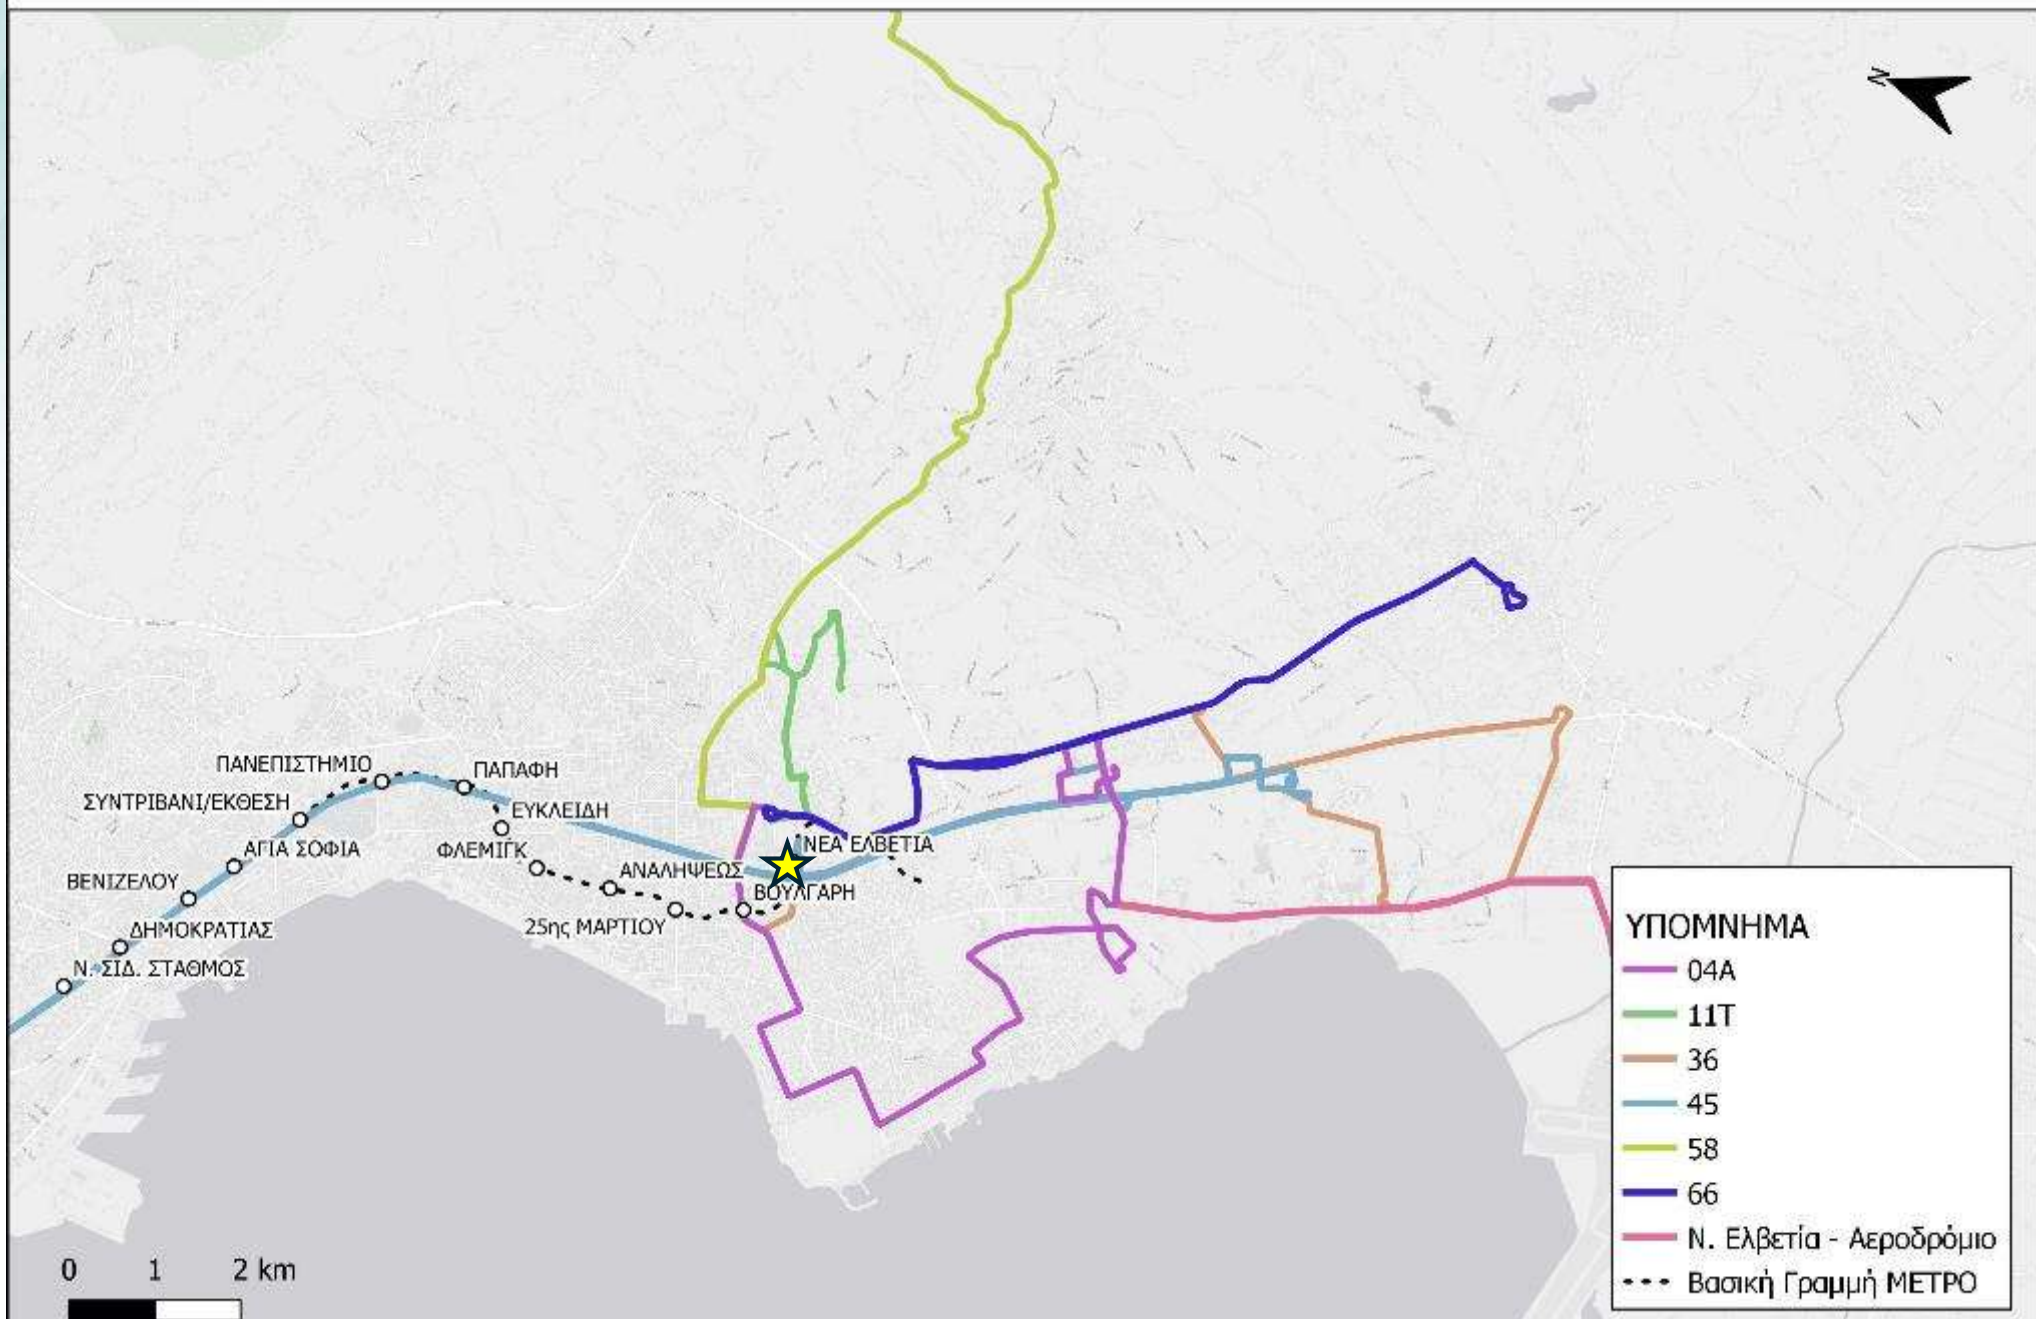 N
ΠΑΝΕΠΙΣΤΗΜΙΟ
ΠΑΠΑΦΗ
ΣΥΝΤΡΙΒΑΝΙ/ΕΚΘΕΣΗ
ΕΥΚΛΕΙΔΗ
ΑΓΙΑ ΣΟΦΙΑ
ΦΛΕΜΙΓΚ
ΝΕΑ ΕΛΒΕΤΙΑ
ΒΕΝΙΖΕΛΟΥ
ΑΝΑΛΗΨΕΩΣ
ΒΟΥΛΓΑΡΗ
ΔΗΜΟΚΡΑΤΙΑΣ
25ης ΜΑΡΤΙΟΥ
Ν. ΣΙΔ. ΣΤΑΘΜΟΣ
ΥΠΟΜΝΗΜΑ
04Α
11Τ
36
45
58
66
Ν. Ελβετία - Αεροδρόμιο
Βασική Γραμμή ΜΕΤΡΟ
0 1 2 km